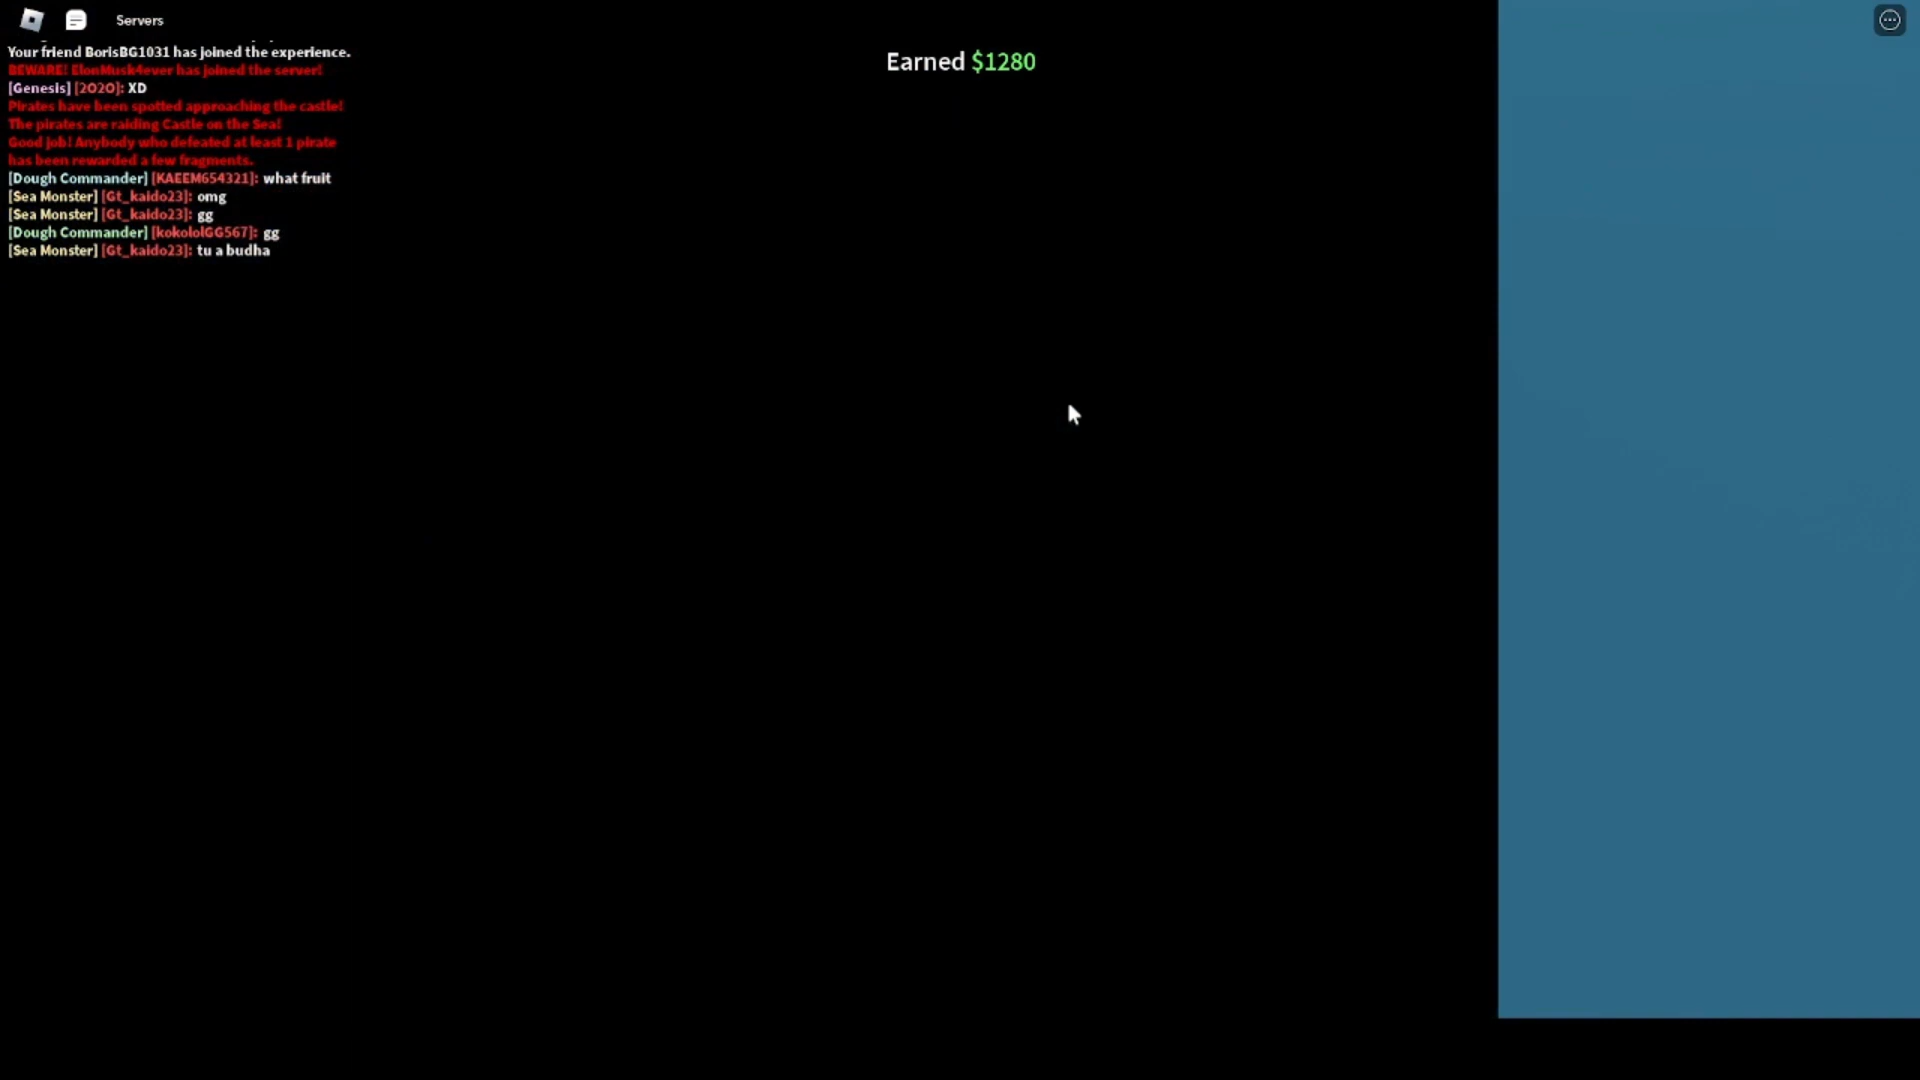 Servers
Your friend BorisBG1031 has joined the experience.
BEWARE! ElonMusk4ever has joined the server!
[Genesis] [2020]: XD
Pirates have been spotted approaching the castle!
The pirates are raiding Castle on the Sea!
Good job! Anybody who defeated at least 1 pirate
has been rewarded a few fragments.
[Dough Commander] [KAEEM654321]: what fruit
[Sea Monster] [Gt_kaido23]: omg
[Sea Monster] [Gt_kaido23]: gg
[Dough Commander] [kokololGG567]: gg
[Sea Monster] [Gt_kaido23]: tu a budha
Earned $1280